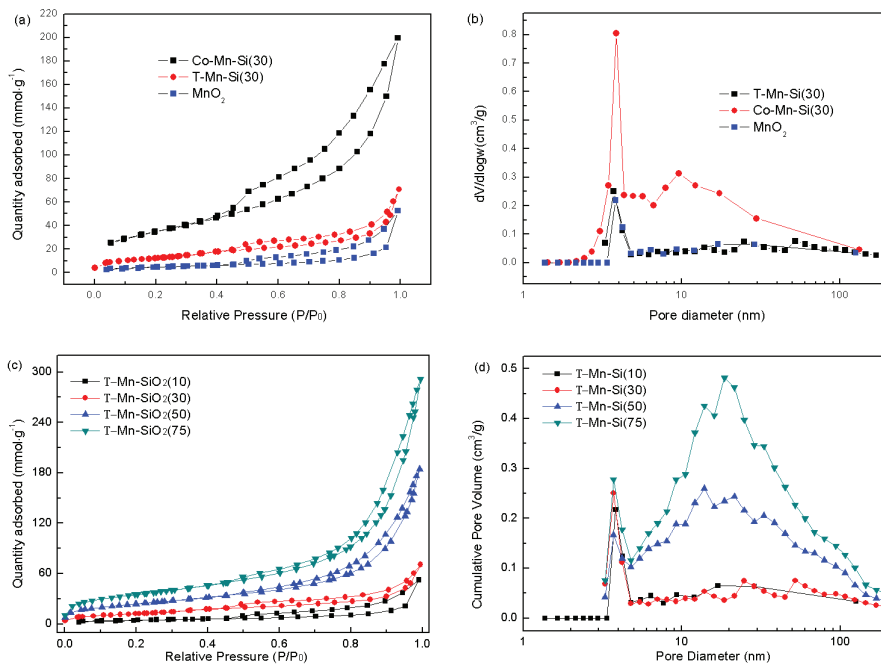 (a)
Co-Mn-Si(30)
T-Mn-Si(30)
MnO2
Quantity adsorbed (mmol·g-1)
220
200
180
160
140
120
100
80
60
40
20
0
0.0 0.2 0.4 0.6 0.8 1.0
Relative Pressure (P/P0)
(b)
T-Mn-Si(30)
Co-Mn-Si(30)
MnO2
dV/dlogw(cm3/g)
0.8
0.7
0.6
0.5
0.4
0.3
0.2
0.1
0.0
1 10 100
Pore diameter (nm)
(c)
T-Mn-SiO2(10)
T-Mn-SiO2(30)
T-Mn-SiO2(50)
T-Mn-SiO2(75)
Quantity adsorbed (mmol·g-1)
300
240
180
120
60
0
0.0 0.2 0.4 0.6 0.8 1.0
Relative Pressure (P/P0)
(d)
T-Mn-Si(10)
T-Mn-Si(30)
T-Mn-Si(50)
T-Mn-Si(75)
Cumulative Pore Volume (cm3/g)
0.5
0.4
0.3
0.2
0.1
0.0
1 10 100
Pore Diameter (nm)